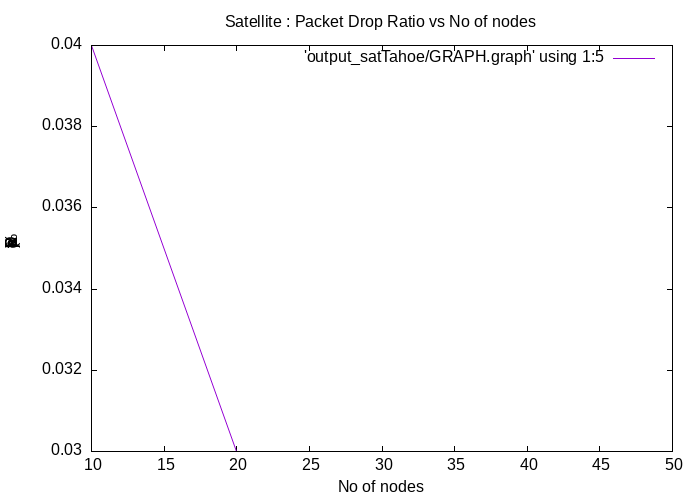 Satellite : Packet Drop Ratio vs No of nodes
'output_satTahoe/GRAPH.graph' using 1:5
0.04
0.038
0.036
0.034
0.032
0.03
10 15 20 25 30 35 40 45 50
No of nodes